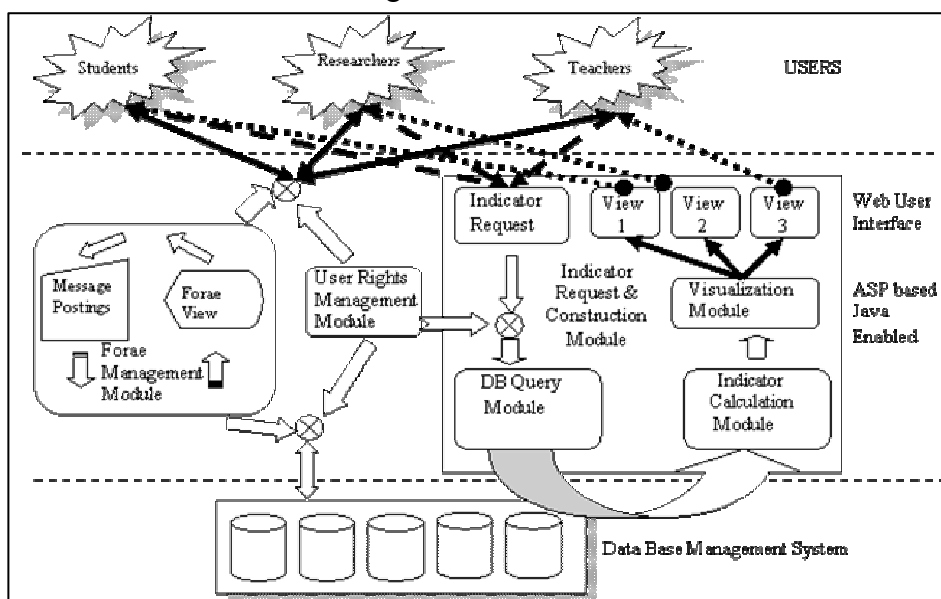 Students
Researchers
Teachers
USERS
Indicator
Request
View
1
View
2
View
3
Web User
Interface
Message
Postings
Forae
View
User Rights
Management
Module
Indicator
Request &
Construction
Module
Visualization
Module
ASP based
Java
Enabled
Forae
Management
Module
DB Query
Module
Indicator
Calculation
Module
Data Base Management System